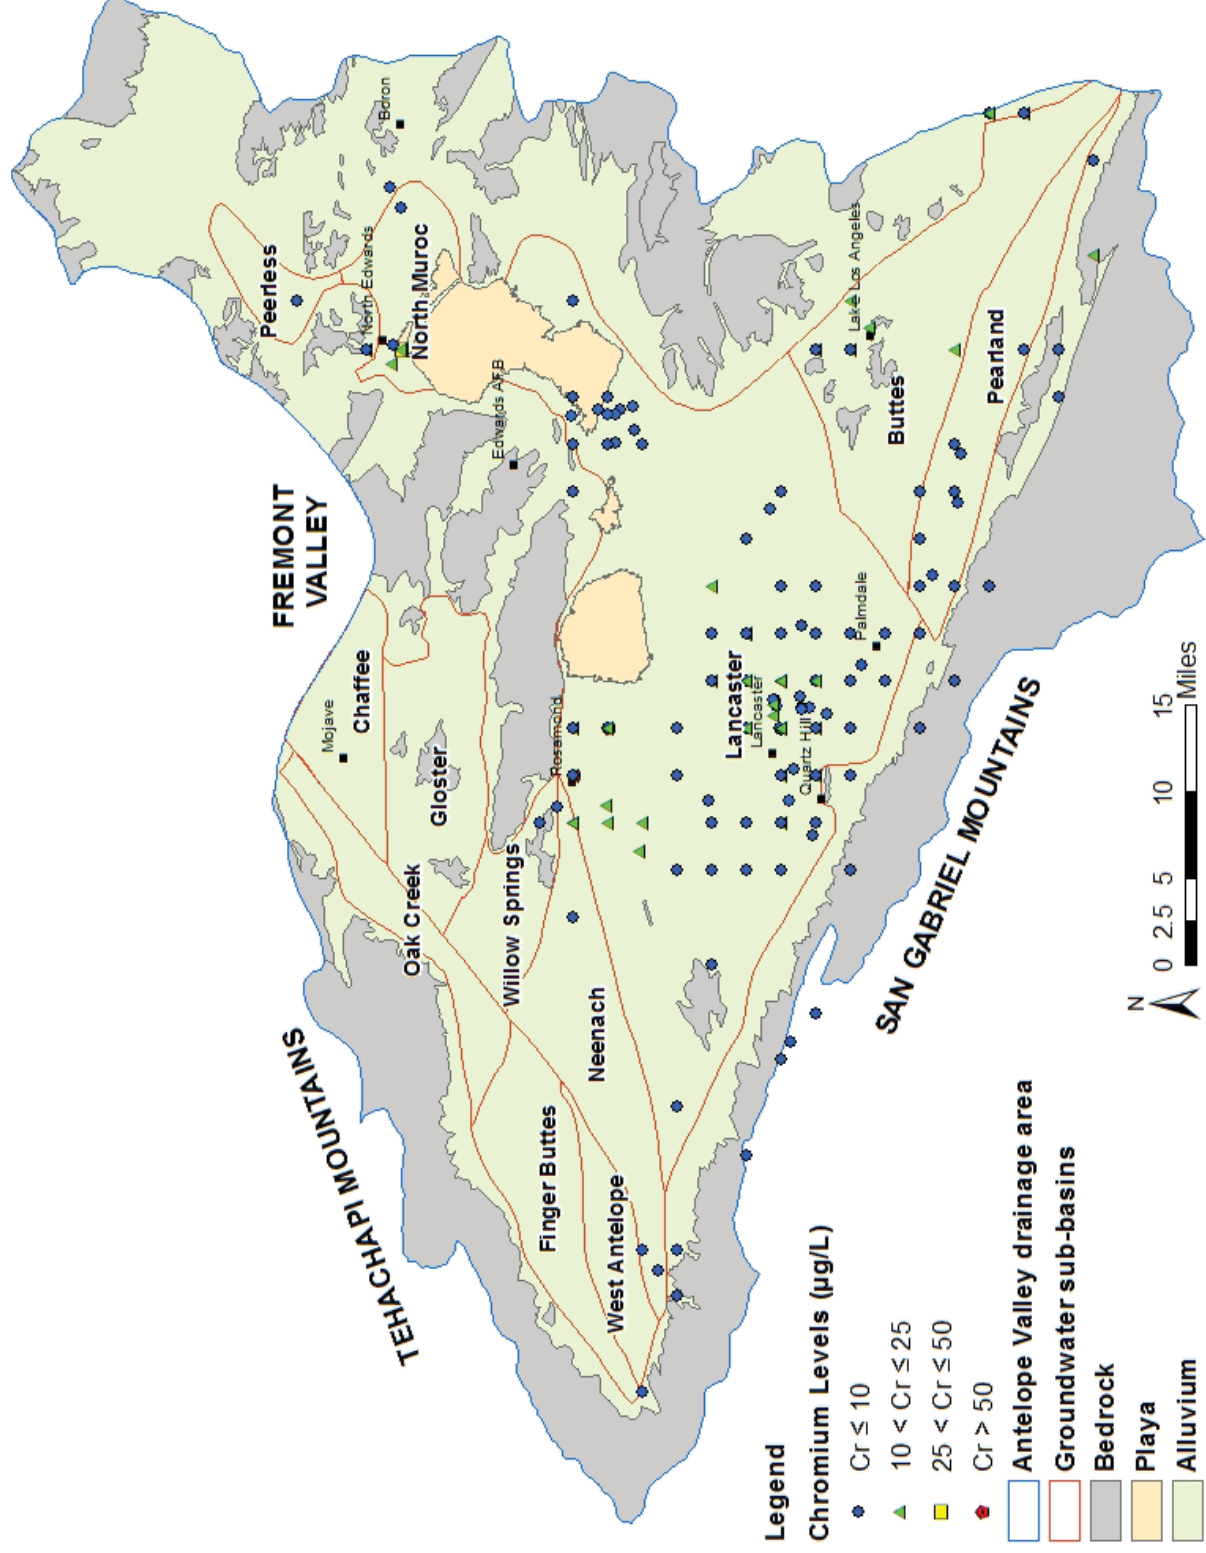 FREMONT
VALLEY
TEHACHAPI MOUNTAINS
SAN GABRIEL MOUNTAINS
Peerless
North Edwards
North Muroc
Boron
Edwards AFB
Mojave
Chaffee
Gloster
Oak Creek
Willow Springs
Rosamond
Finger Buttes
West Antelope
Neenach
Lancaster
Lancaster
Quartz Hill
Palmdale
Lake Los Angeles
Buttes
Pearland
Legend
Chromium Levels (µg/L)
Cr ≤ 10
10 < Cr ≤ 25
25 < Cr ≤ 50
Cr > 50
Antelope Valley drainage area
Groundwater sub-basins
Bedrock
Playa
Alluvium
N
0 2.5 5 10 15
Miles